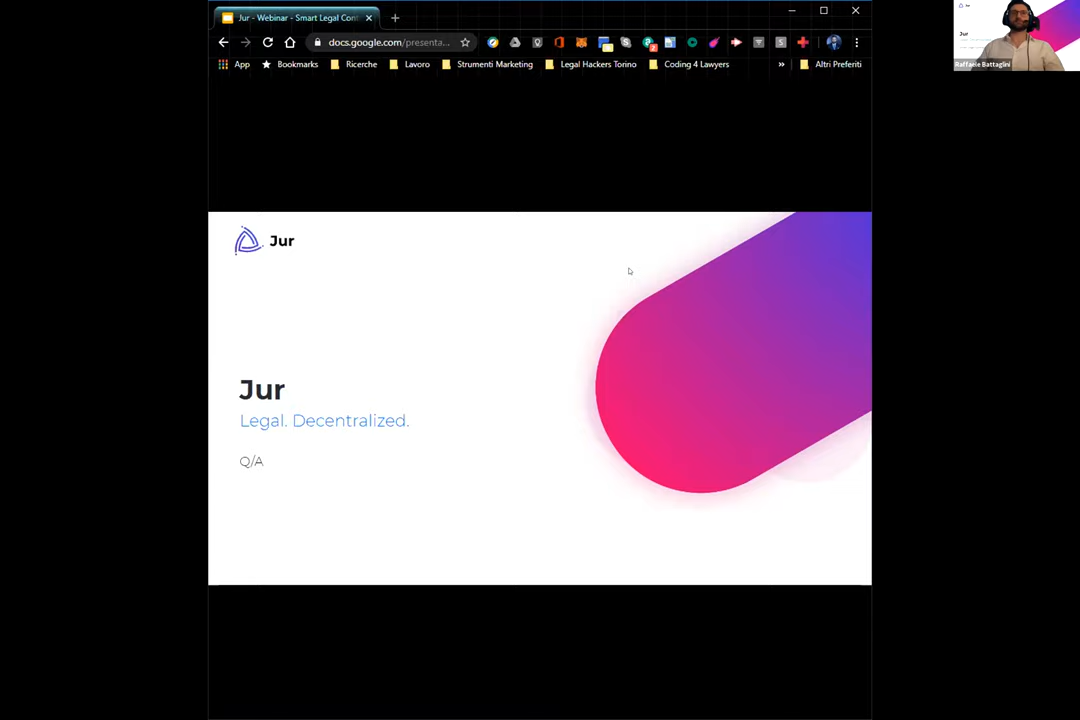 Jur - Webinar - Smart Legal Con
docs.google.com/presenta...
App
Bookmarks
Ricerche
Lavoro
Strumenti Marketing
Legal Hackers Torino
Coding 4 Lawyers
»
Altri Preferiti
Jur
Jur
Legal. Decentralized.
Q/A
Jur
Raffaele Battaglini